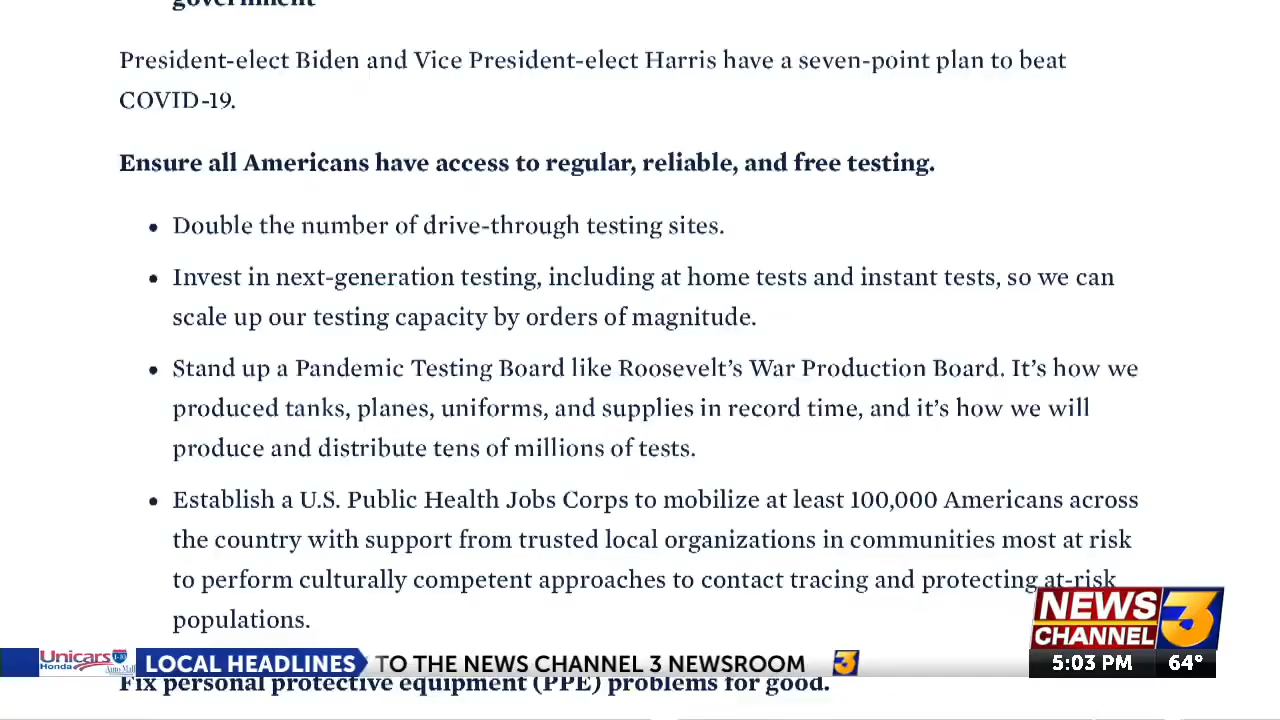 government
President-elect Biden and Vice President-elect Harris have a seven-point plan to beat
COVID-19.
Ensure all Americans have access to regular, reliable, and free testing.
• Double the number of drive-through testing sites.
• Invest in next-generation testing, including at home tests and instant tests, so we can
scale up our testing capacity by orders of magnitude.
• Stand up a Pandemic Testing Board like Roosevelt’s War Production Board. It’s how we
produced tanks, planes, uniforms, and supplies in record time, and it’s how we will
produce and distribute tens of millions of tests.
• Establish a U.S. Public Health Jobs Corps to mobilize at least 100,000 Americans across
the country with support from trusted local organizations in communities most at risk
to perform culturally competent approaches to contact tracing and protecting at-risk
populations.
NEWS
CHANNEL 3
5:03 PM 64°
Unicars
Honda
LOCAL HEADLINES TO THE NEWS CHANNEL 3 NEWSROOM 3
Fix personal protective equipment (PPE) problems for good.